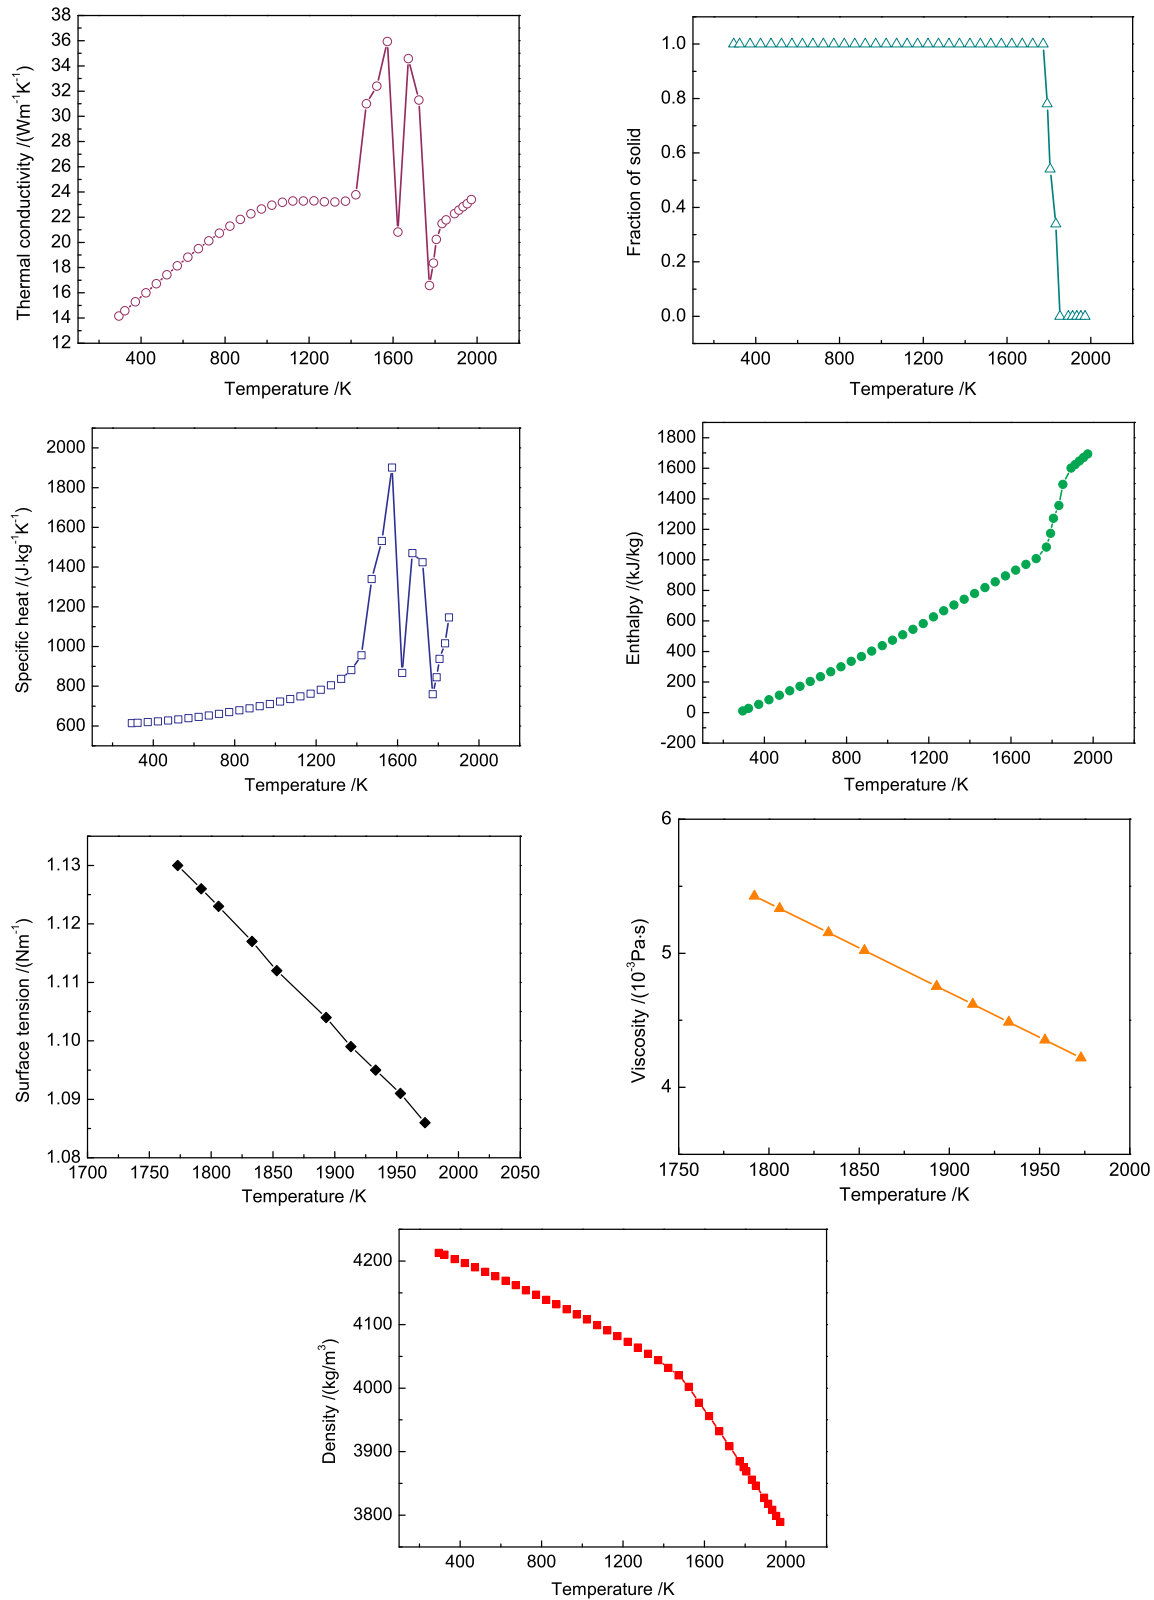 38
36
34
32
30
28
26
24
22
20
18
16
14
12
400 800 1200 1600 2000
Thermal conductivity /(Wm⁻¹K⁻¹)
Temperature /K
1.0
0.8
0.6
0.4
0.2
0.0
400 800 1200 1600 2000
Fraction of solid
Temperature /K
2000
1800
1600
1400
1200
1000
800
600
400 800 1200 1600 2000
Specific heat /(J·kg⁻¹K⁻¹)
Temperature /K
1800
1600
1400
1200
1000
800
600
400
200
0
-200
400 800 1200 1600 2000
Enthalpy /(kJ/kg)
Temperature /K
1.13
1.12
1.11
1.10
1.09
1.08
1700 1750 1800 1850 1900 1950 2000 2050
Surface tension /(Nm⁻¹)
Temperature /K
6
5
4
1750 1800 1850 1900 1950 2000
Viscosity /(10⁻³Pa·s)
Temperature /K
4200
4100
4000
3900
3800
400 800 1200 1600 2000
Density /(kg/m³)
Temperature /K